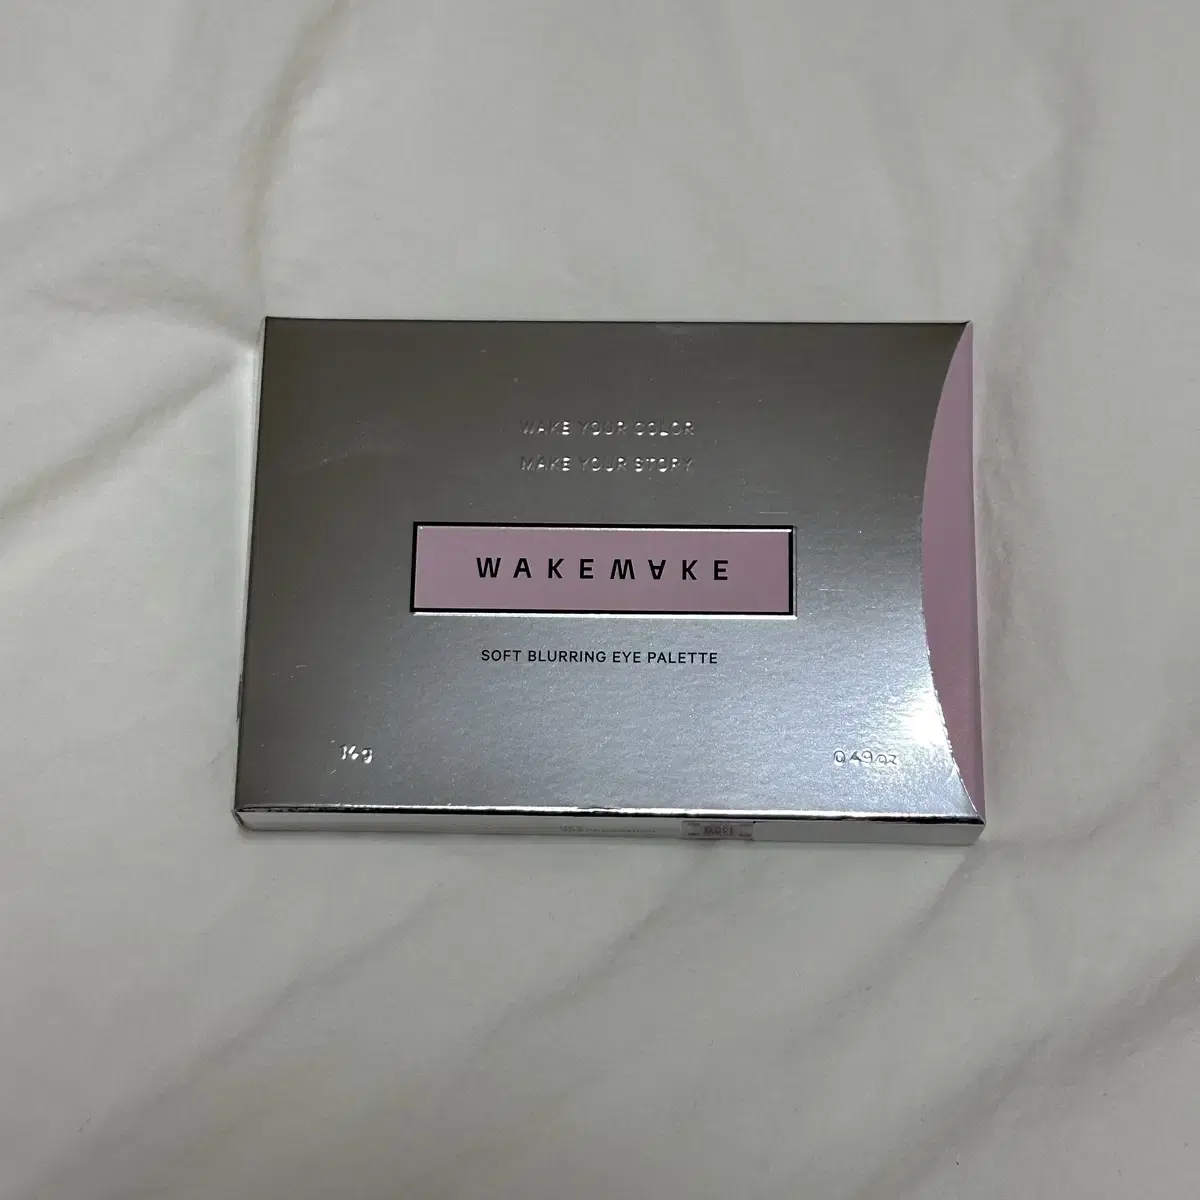 WAKE YOUR COLOR
MAKE YOUR STORY
WAKEMAKE
SOFT BLURRING EYE PALETTE
14g
0.49oz